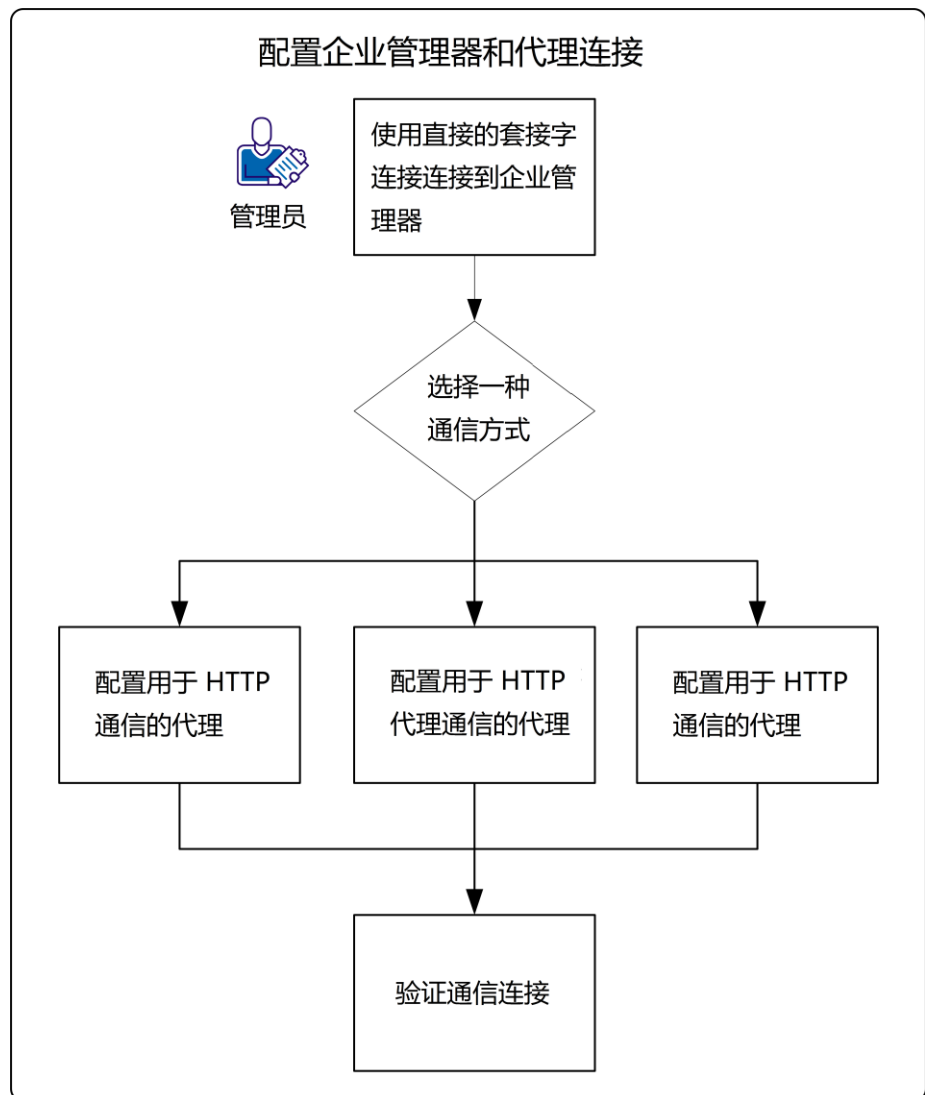 配置企业管理器和代理连接
管理员
使用直接的套接字
连接连接到企业管
理器
选择一种
通信方式
配置用于 HTTP
通信的代理
配置用于 HTTP
代理通信的代理
配置用于 HTTP
通信的代理
验证通信连接